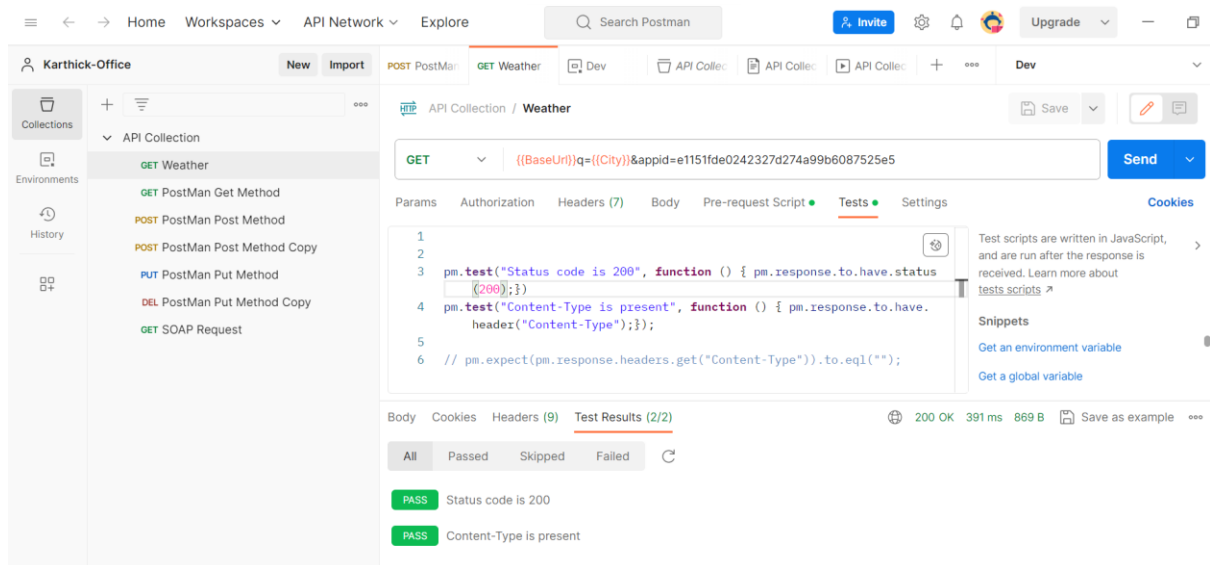 Home Workspaces API Network Explore Search Postman Invite Upgrade
Karthick-Office New Import POST PostMan GET Weather Dev API Collec API Collec API Collec Dev
Collections
Environments
History
API Collection
GET Weather
GET PostMan Get Method
POST PostMan Post Method
POST PostMan Post Method Copy
PUT PostMan Put Method
DEL PostMan Put Method Copy
GET SOAP Request
HTTP API Collection / Weather Save
GET {{BaseUrl}}q={{City}}&appid=e1151fde0242327d274a99b6087525e5 Send
Params Authorization Headers (7) Body Pre-request Script Tests Settings Cookies
1
2
3 pm.test("Status code is 200", function () { pm.response.to.have.status
(200);})
4 pm.test("Content-Type is present", function () { pm.response.to.have.
header("Content-Type");});
5
6 // pm.expect(pm.response.headers.get("Content-Type")).to.eql("");
Test scripts are written in JavaScript,
and are run after the response is
received. Learn more about
tests scripts
Snippets
Get an environment variable
Get a global variable
Body Cookies Headers (9) Test Results (2/2) 200 OK 391 ms 869 B Save as example
All Passed Skipped Failed
PASS Status code is 200
PASS Content-Type is present